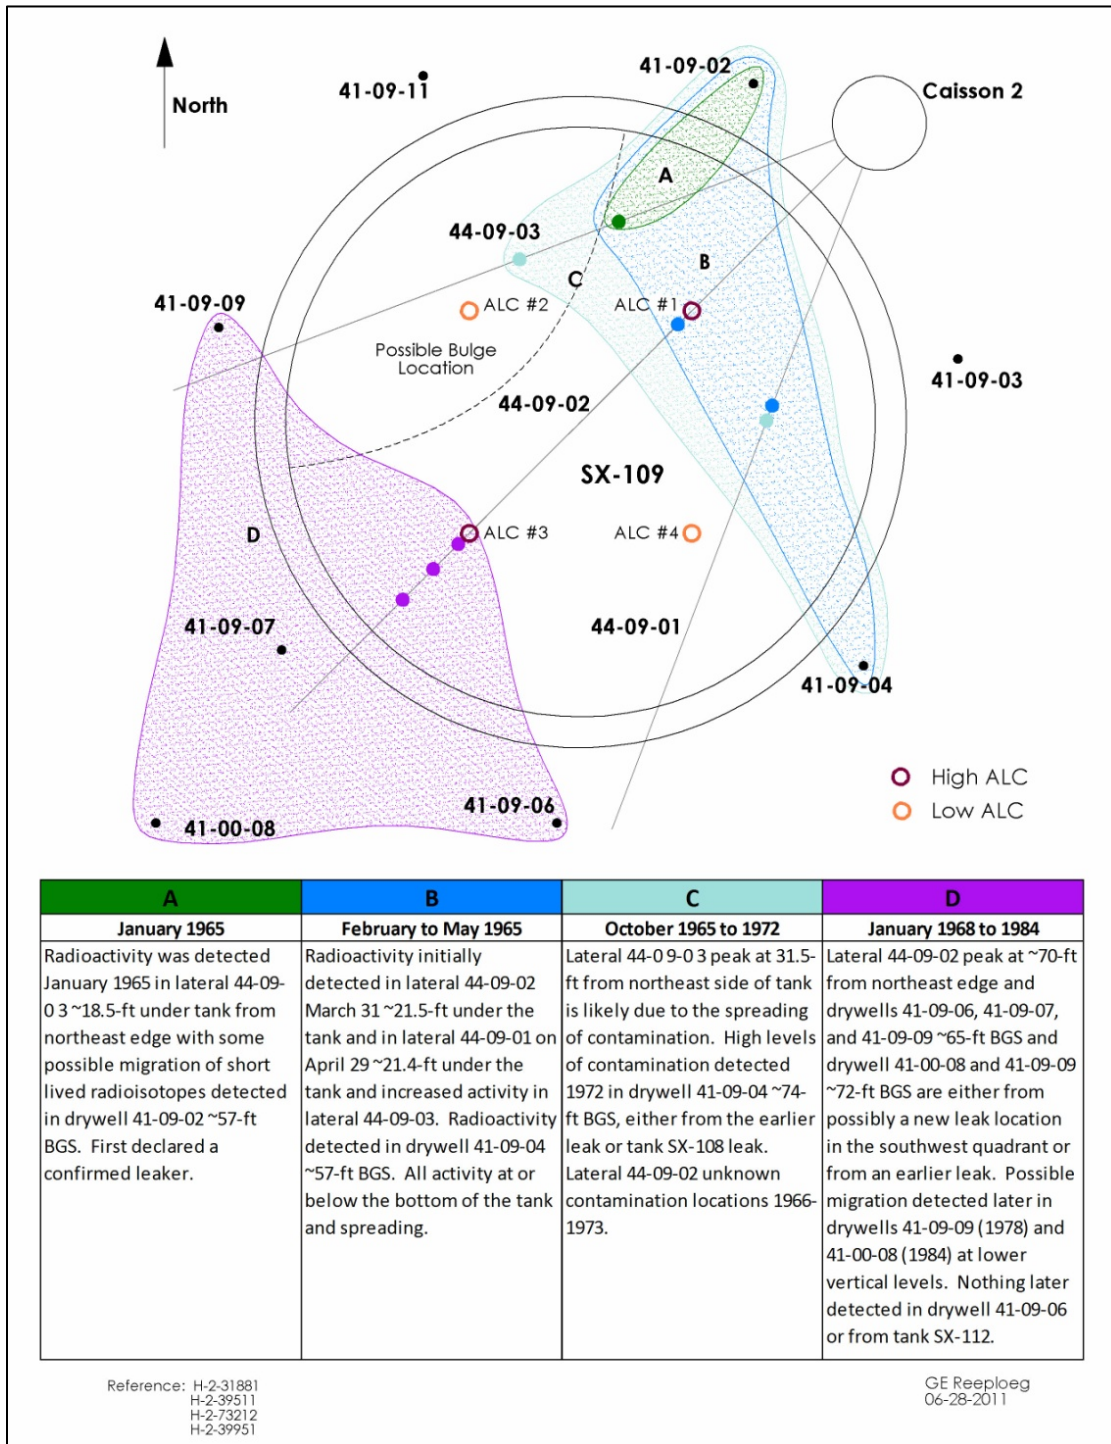 41-09-02
41-09-11
Caisson 2
North
A
44-09-03
B
C
41-09-09
ALC #2
ALC #1
Possible Bulge
Location
41-09-03
44-09-02
SX-109
D
ALC #3
ALC #4
41-09-07
44-09-01
41-09-04
High ALC
41-09-06
Low ALC
41-00-08
A
January 1965
Radioactivity was detected
January 1965 in lateral 44-09-
0 3 ~18.5-ft under tank from
northeast edge with some
possible migration of short
lived radioisotopes detected
in drywell 41-09-02 ~57-ft
BGS. First declared a
confirmed leaker.
B
February to May 1965
Radioactivity initially
detected in lateral 44-09-02
March 31 ~21.5-ft under the
tank and in lateral 44-09-01 on
April 29 ~21.4-ft under the
tank and increased activity in
lateral 44-09-03. Radioactivity
detected in drywell 41-09-04
~57-ft BGS. All activity at or
below the bottom of the tank
and spreading.
C
October 1965 to 1972
Lateral 44-0 9-0 3 peak at 31.5-
ft from northeast side of tank
is likely due to the spreading
of contamination. High levels
of contamination detected
1972 in drywell 41-09-04 ~74-
ft BGS, either from the earlier
leak or tank SX-108 leak.
Lateral 44-09-02 unknown
contamination locations 1966-
1973.
D
January 1968 to 1984
Lateral 44-09-02 peak at ~70-ft
from northeast edge and
drywells 41-09-06, 41-09-07,
and 41-09-09 ~65-ft BGS and
drywell 41-00-08 and 41-09-09
~72-ft BGS are either from
possibly a new leak location
in the southwest quadrant or
from an earlier leak. Possible
migration detected later in
drywells 41-09-09 (1978) and
41-00-08 (1984) at lower
vertical levels. Nothing later
detected in drywell 41-09-06
or from tank SX-112.
Reference: H-2-31881
H-2-39511
H-2-73212
H-2-39951
GE Reeploeg
06-28-2011